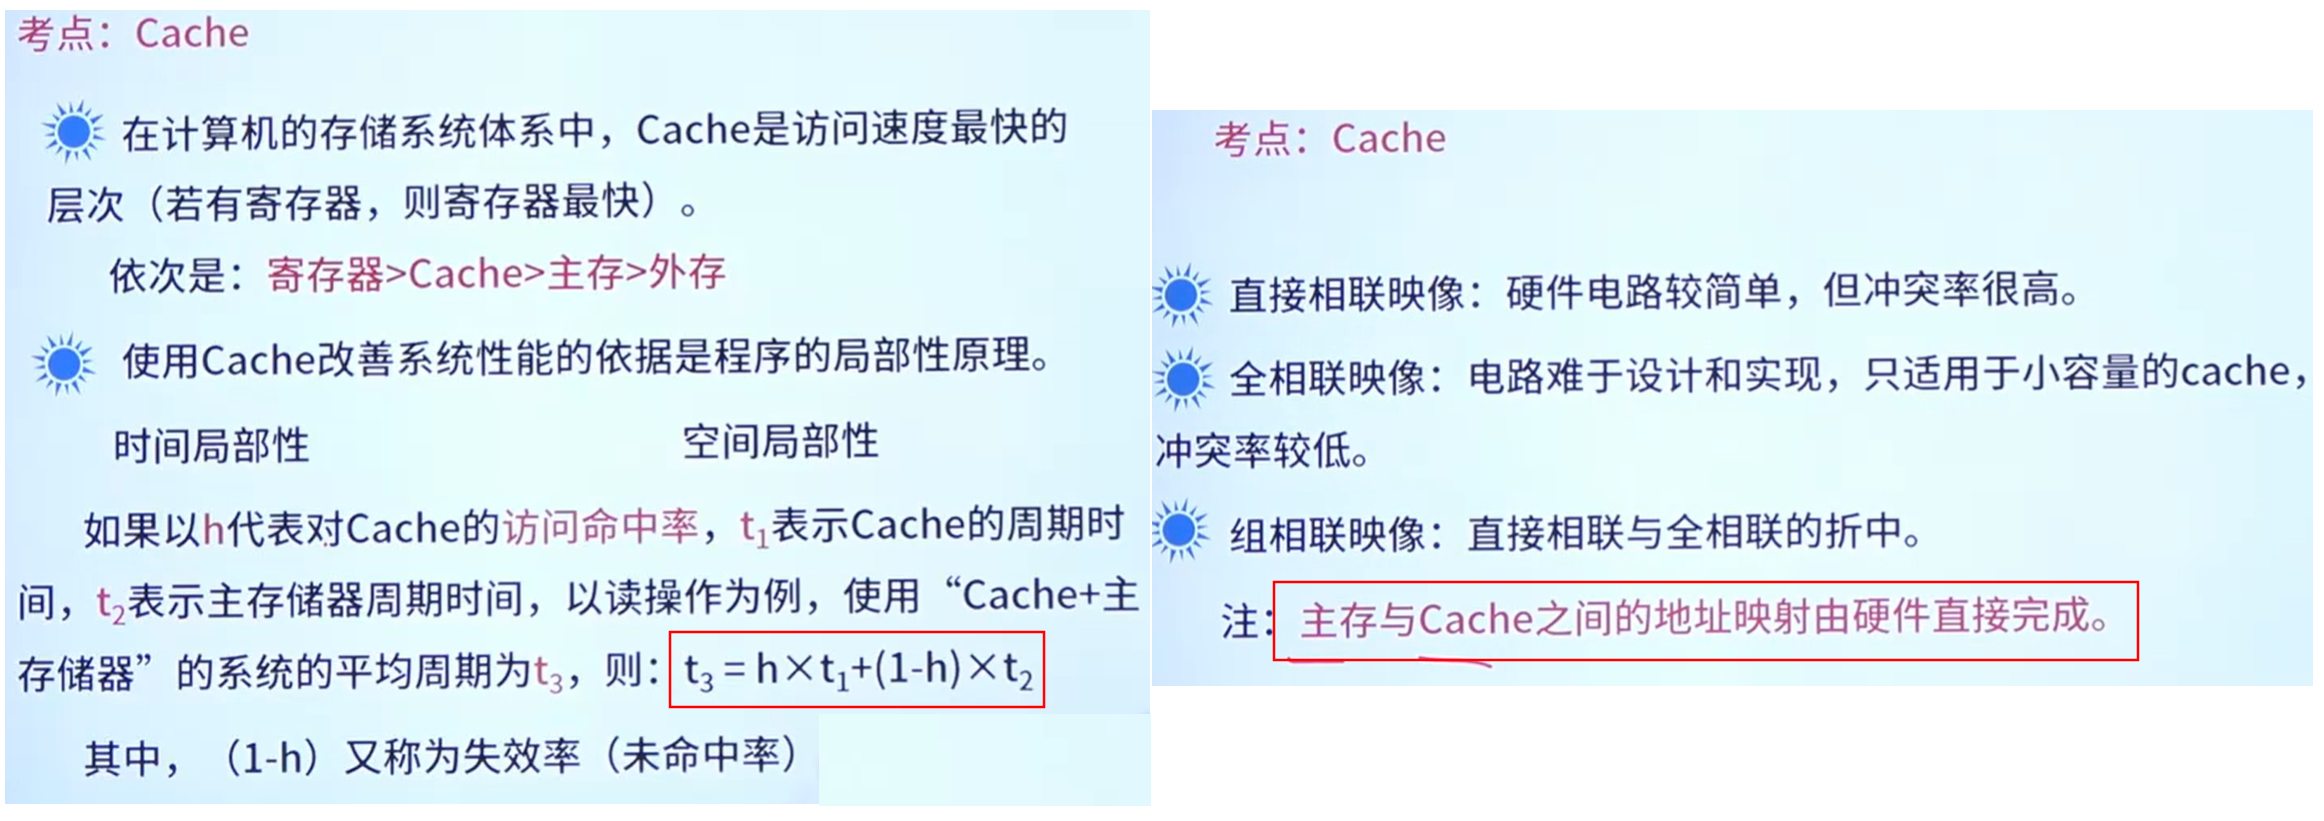 考点：Cache
在计算机的存储系统体系中，Cache是访问速度最快的
层次（若有寄存器，则寄存器最快）。
依次是：寄存器>Cache>主存>外存
使用Cache改善系统性能的依据是程序的局部性原理。
时间局部性 空间局部性
如果以h代表对Cache的访问命中率，t₁表示Cache的周期时
间，t₂表示主存储器周期时间，以读操作为例，使用“Cache+主
存储器”的系统的平均周期为t₃，则：t₃=h×t₁+(1-h)×t₂
其中，（1-h）又称为失效率（未命中率）
考点：Cache
直接相联映像：硬件电路较简单，但冲突率很高。
全相联映像：电路难于设计和实现，只适用于小容量的cache，
冲突率较低。
组相联映像：直接相联与全相联的折中。
注：主存与Cache之间的地址映射由硬件直接完成。